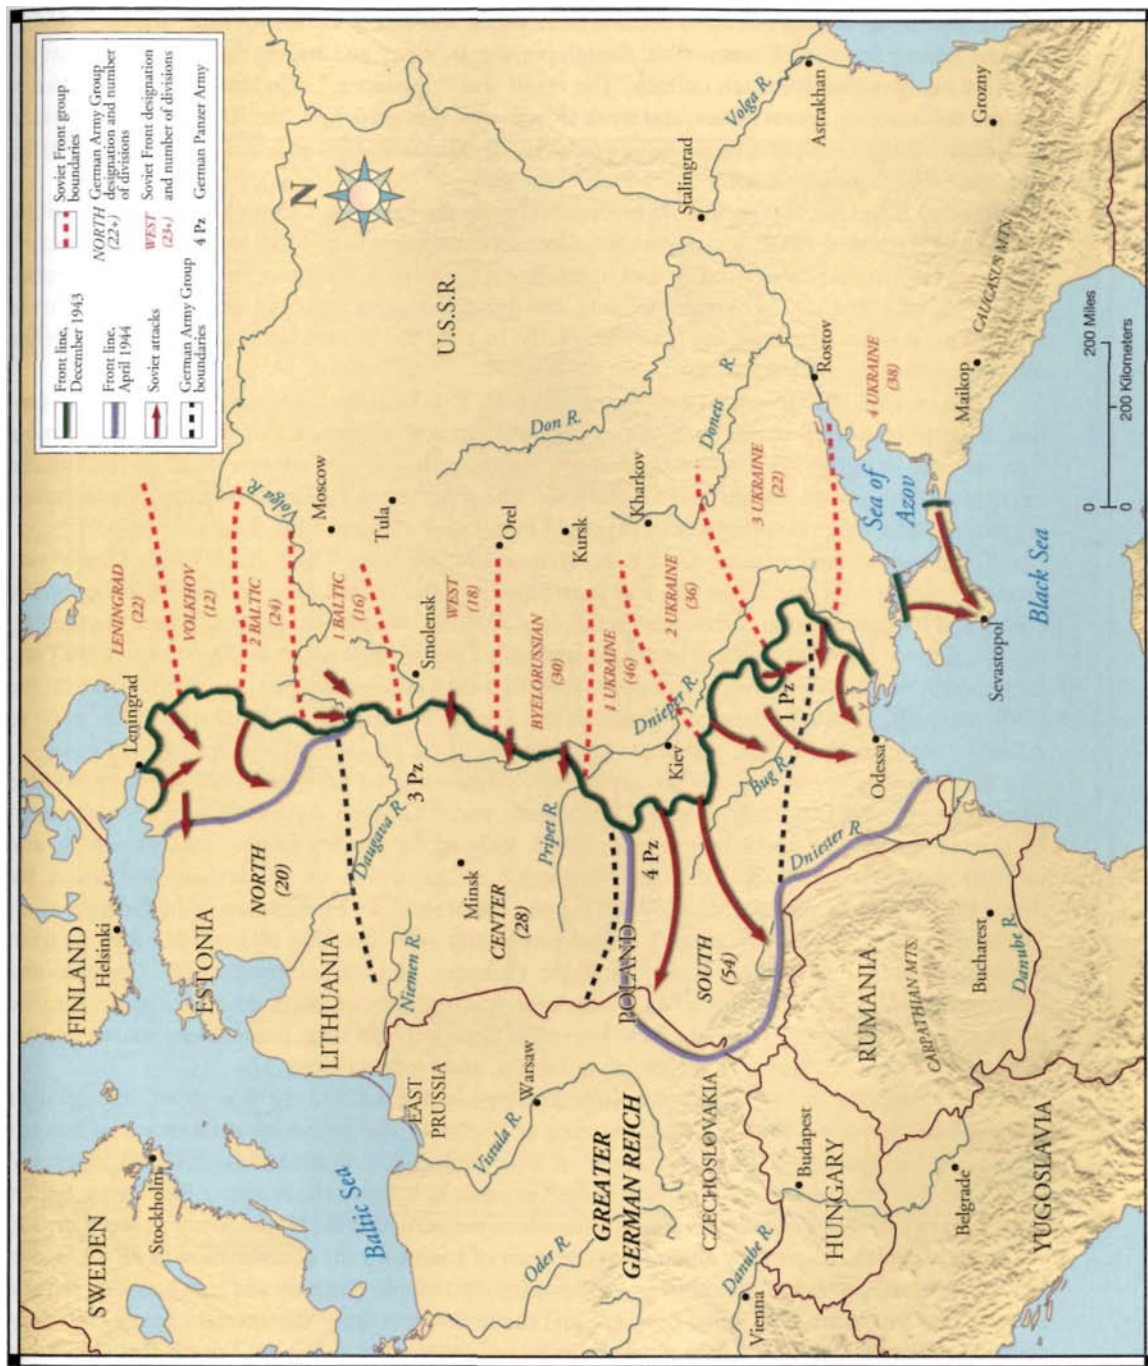 Front line,
December 1943
Front line,
April 1944
Soviet attacks
German Army Group
boundaries
Soviet Front group
boundaries
NORTH
(22+)
German Army Group
designation and number
of divisions
WEST
(23+)
Soviet Front designation
and number of divisions
4 Pz
German Panzer Army
N
SWEDEN
Stockholm
FINLAND
Helsinki
Leningrad
LENINGRAD
(22)
ESTONIA
VOLKHOV
(12)
Baltic Sea
NORTH
(20)
2 BALTIC
(24)
Volga R.
LITHUANIA
Daugava R.
Moscow
1 BALTIC
(16)
Tula
Niemen R.
3 Pz
Smolensk
EAST
PRUSSIA
U.S.S.R.
Minsk
WEST
(18)
Vistula R.
Warsaw
CENTER
(28)
Orel
Don R.
Oder R.
Pripet R.
BYELORUSSIAN
(30)
Kursk
GREATER
GERMAN REICH
POLAND
4 Pz
1 UKRAINE
(46)
Dnieper R.
Kharkov
Kiev
2 UKRAINE
(36)
Donets R.
Stalingrad
CZECHOSLOVAKIA
SOUTH
(54)
Volga R.
Danube R.
Vienna
Bug R.
1 Pz
3 UKRAINE
(22)
Budapest
HUNGARY
Dniester R.
Rostov
Astrakhan
RUMANIA
Odessa
Sea of
Azov
4 UKRAINE
(38)
CARPATHIAN MTS.
Belgrade
Bucharest
Danube R.
Sevastopol
Maikop
CAUCASUS MTN.
Grozny
YUGOSLAVIA
Black Sea
200 Miles
0
200 Kilometers
0